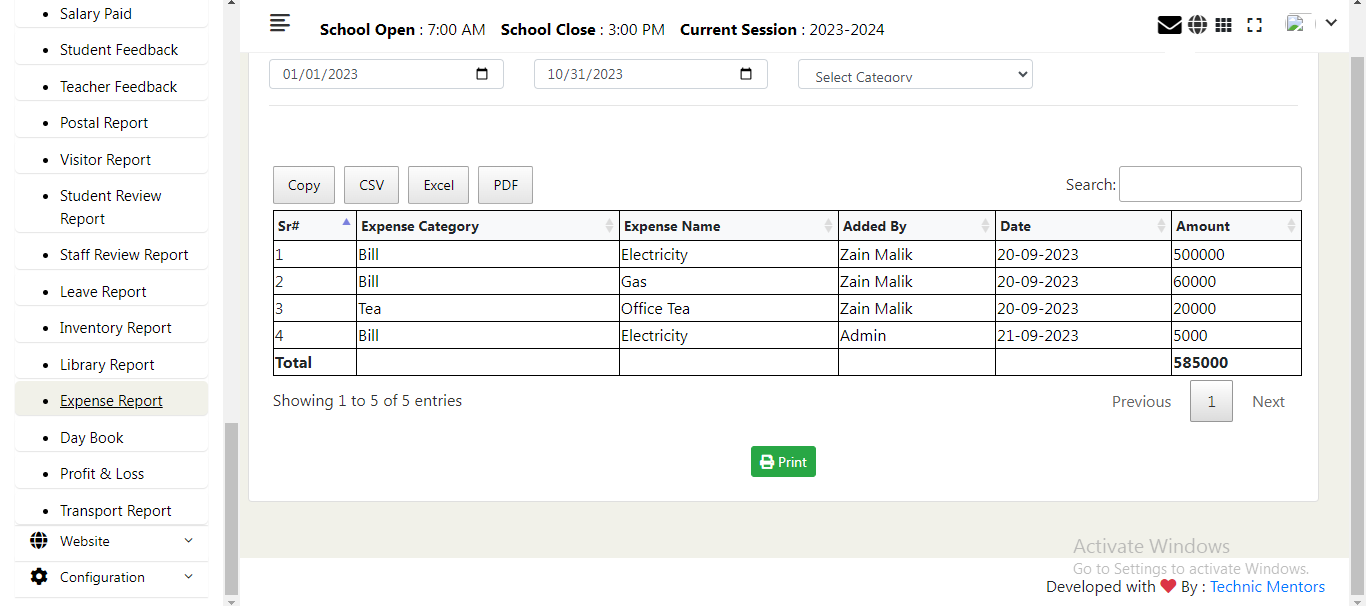 Salary Paid
Student Feedback
Teacher Feedback
Postal Report
Visitor Report
Student Review
Report
Staff Review Report
Leave Report
Inventory Report
Library Report
Expense Report
Day Book
Profit & Loss
Transport Report
Website
Configuration
School Open : 7:00 AM School Close : 3:00 PM Current Session : 2023-2024
01/01/2023 10/31/2023 Select Category
Copy CSV Excel PDF Search:
Sr# Expense Category Expense Name Added By Date Amount
1 Bill Electricity Zain Malik 20-09-2023 500000
2 Bill Gas Zain Malik 20-09-2023 60000
3 Tea Office Tea Zain Malik 20-09-2023 20000
4 Bill Electricity Admin 21-09-2023 5000
Total 585000
Showing 1 to 5 of 5 entries Previous 1 Next
Print
Activate Windows
Go to Settings to activate Windows.
Developed with ❤ By : Technic Mentors